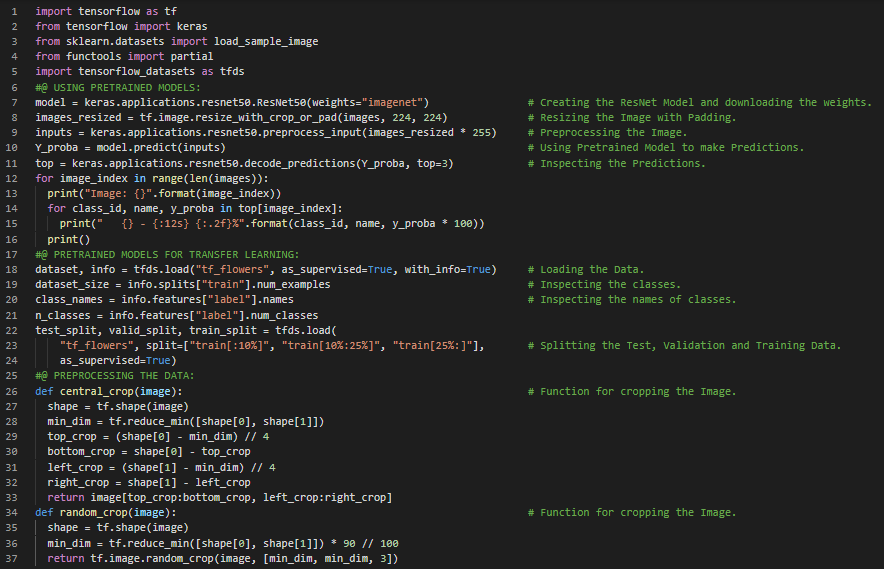 1 import tensorflow as tf
2 from tensorflow import keras
3 from sklearn.datasets import load_sample_image
4 from functools import partial
5 import tensorflow_datasets as tfds
6 #@ USING PRETRAINED MODELS:
7 model = keras.applications.resnet50.ResNet50(weights="imagenet") # Creating the ResNet Model and downloading the weights.
8 images_resized = tf.image.resize_with_crop_or_pad(images, 224, 224) # Resizing the Image with Padding.
9 inputs = keras.applications.resnet50.preprocess_input(images_resized * 255) # Preprocessing the Image.
10 Y_proba = model.predict(inputs) # Using Pretrained Model to make Predictions.
11 top = keras.applications.resnet50.decode_predictions(Y_proba, top=3) # Inspecting the Predictions.
12 for image_index in range(len(images)):
13 print("Image: {}".format(image_index))
14 for class_id, name, y_proba in top[image_index]:
15 print("   {} - {:12s} {:.2f}%".format(class_id, name, y_proba * 100))
16 print()
17 #@ PRETRAINED MODELS FOR TRANSFER LEARNING:
18 dataset, info = tfds.load("tf_flowers", as_supervised=True, with_info=True) # Loading the Data.
19 dataset_size = info.splits["train"].num_examples # Inspecting the classes.
20 class_names = info.features["label"].names # Inspecting the names of classes.
21 n_classes = info.features["label"].num_classes
22 test_split, valid_split, train_split = tfds.load(
23 "tf_flowers", split=["train[:10%]", "train[10%:25%]", "train[25%:]"], # Splitting the Test, Validation and Training Data.
24 as_supervised=True)
25 #@ PREPROCESSING THE DATA:
26 def central_crop(image): # Function for cropping the Image.
27 shape = tf.shape(image)
28 min_dim = tf.reduce_min([shape[0], shape[1]])
29 top_crop = (shape[0] - min_dim) // 4
30 bottom_crop = shape[0] - top_crop
31 left_crop = (shape[1] - min_dim) // 4
32 right_crop = shape[1] - left_crop
33 return image[top_crop:bottom_crop, left_crop:right_crop]
34 def random_crop(image): # Function for cropping the Image.
35 shape = tf.shape(image)
36 min_dim = tf.reduce_min([shape[0], shape[1]]) * 90 // 100
37 return tf.image.random_crop(image, [min_dim, min_dim, 3])